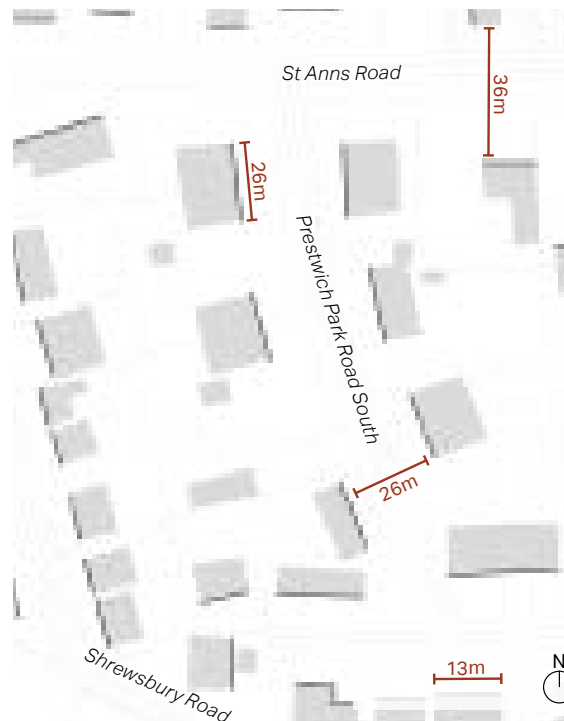 St Anns Road
36m
26m
Prestwich Park Road South
26m
Shrewsbury Road
13m
N